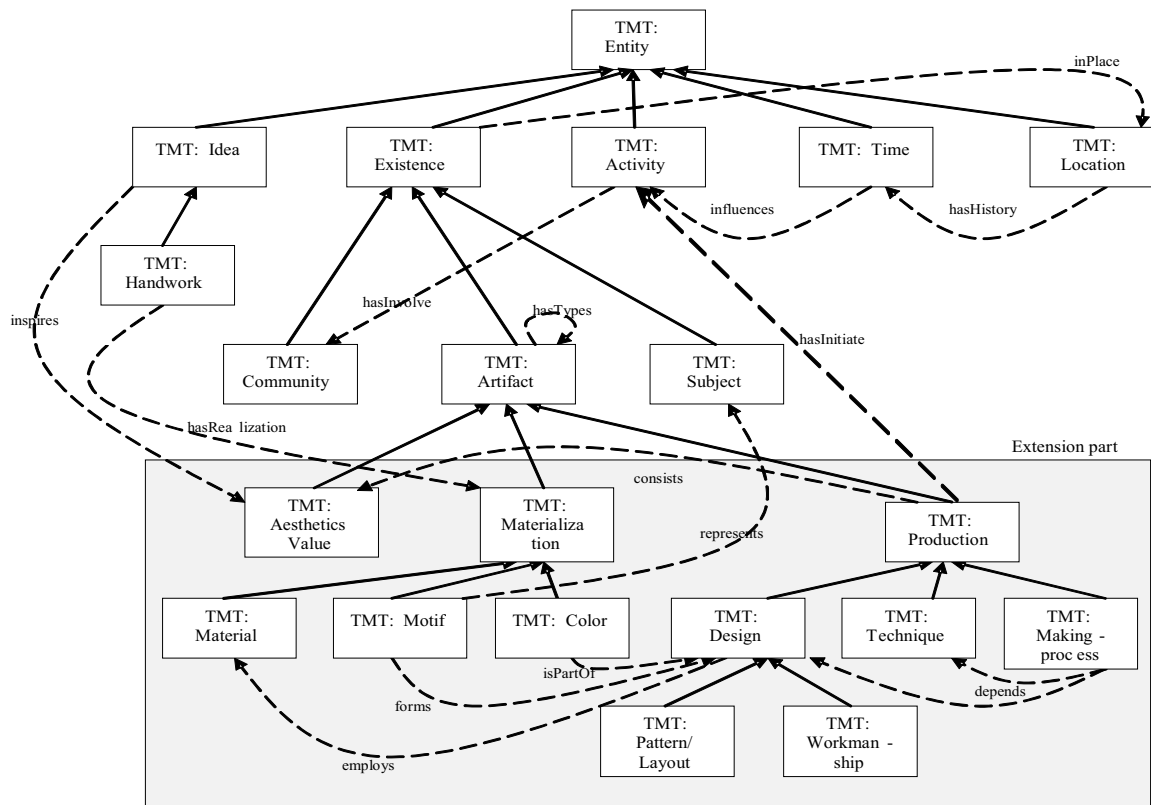 TMT:
Entity
inPlace
TMT: Idea
TMT:
Existence
TMT:
Activity
TMT: Time
TMT:
Location
influences
hasHistory
TMT:
Handwork
inspires
hasInvolve
hasTypes
hasInitiate
TMT:
Community
TMT:
Artifact
TMT:
Subject
hasRea lization
Extension part
consists
TMT:
Aesthetics
Value
TMT:
Materializa
tion
TMT:
Production
represents
TMT:
Material
TMT: Motif
TMT: Color
TMT:
Design
TMT:
Technique
TMT:
Making -
proc ess
isPartOf
forms
depends
employs
TMT:
Pattern/
Layout
TMT:
Workman -
ship